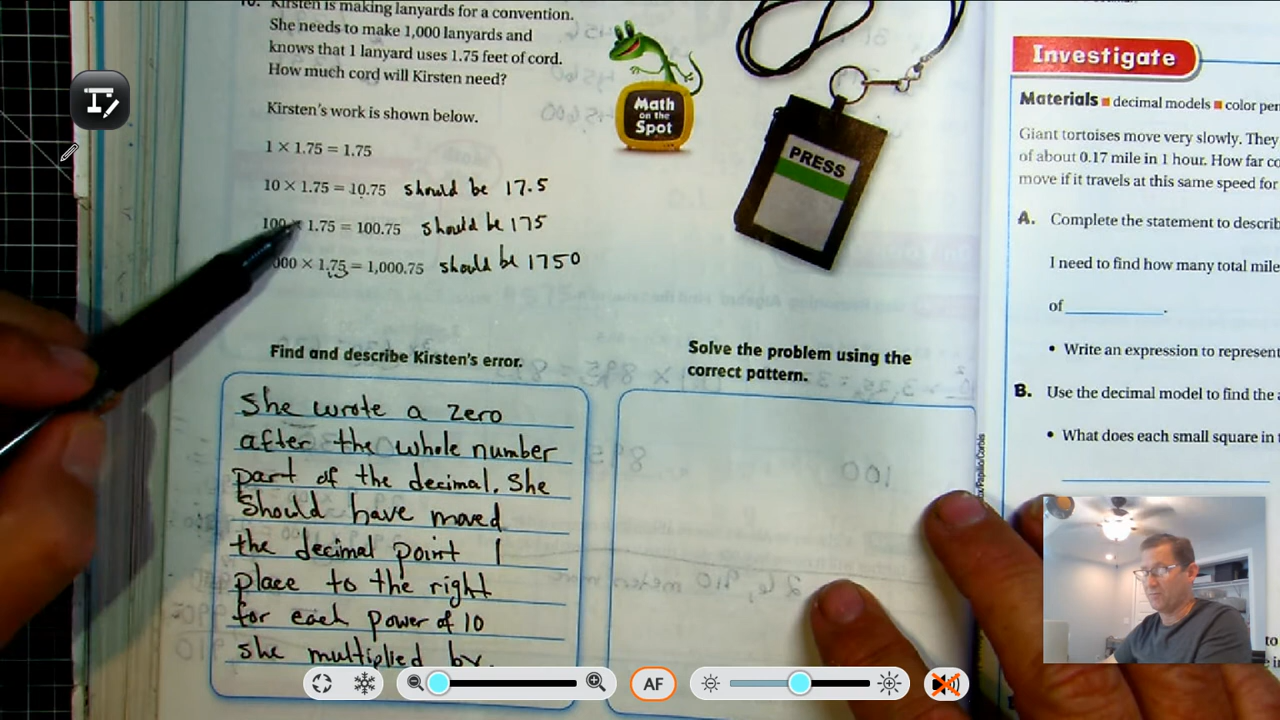 Kirsten is making lanyards for a convention.
She needs to make 1,000 lanyards and
knows that 1 lanyard uses 1.75 feet of cord.
How much cord will Kirsten need?
Kirsten's work is shown below.
1 × 1.75 = 1.75
10 × 1.75 = 10.75 should be 17.5
100 × 1.75 = 100.75 should be 175
000 × 1.75 = 1,000.75 should be 1750
Math
on the
Spot
PRESS
Find and describe Kirsten's error.
She wrote a zero
after the whole number
part of the decimal. She
should have moved
the decimal point 1
place to the right
for each power of 10
she multiplied by.
Solve the problem using the
correct pattern.
Investigate
Materials ■ decimal models ■ color
Giant tortoises move very slowly. They
of about 0.17 mile in 1 hour. How far
move if it travels at this same speed for
A. Complete the statement to
I need to find how many total
of
• Write an expression to
B. Use the decimal model to find the
• What does each small square in
AF